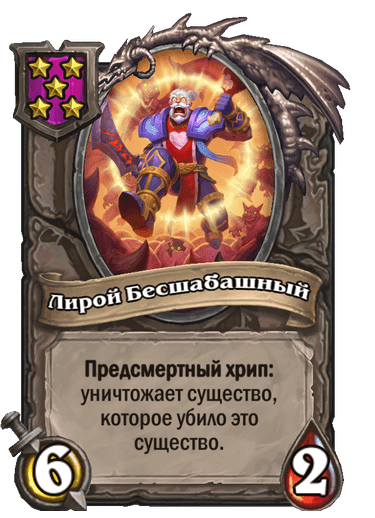 Лирой Бесшабашный
Предсмертный хрип:
уничтожает существо,
которое убило это
существо.
6
2